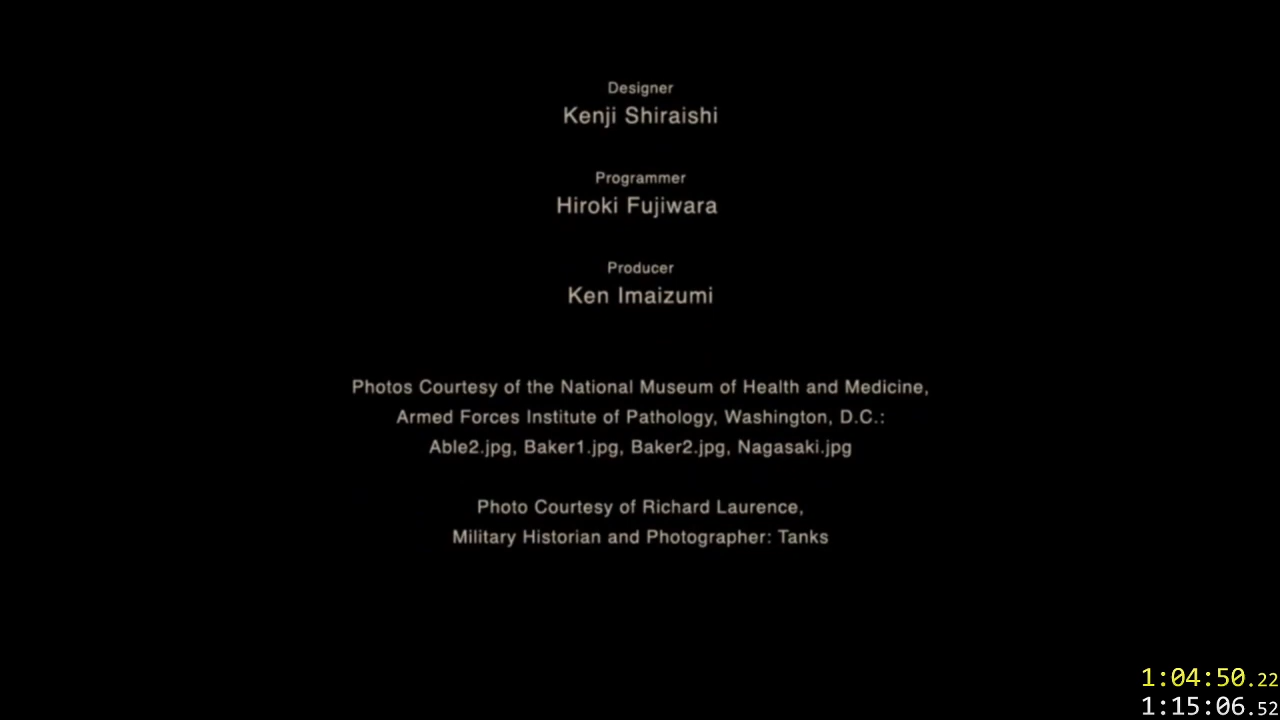 Designer
Kenji Shiraishi
Programmer
Hiroki Fujiwara
Producer
Ken Imaizumi
Photos Courtesy of the National Museum of Health and Medicine,
Armed Forces Institute of Pathology, Washington, D.C.:
Able2.jpg, Baker1.jpg, Baker2.jpg, Nagasaki.jpg
Photo Courtesy of Richard Laurence,
Military Historian and Photographer: Tanks
1:04:50.22
1:15:06.52